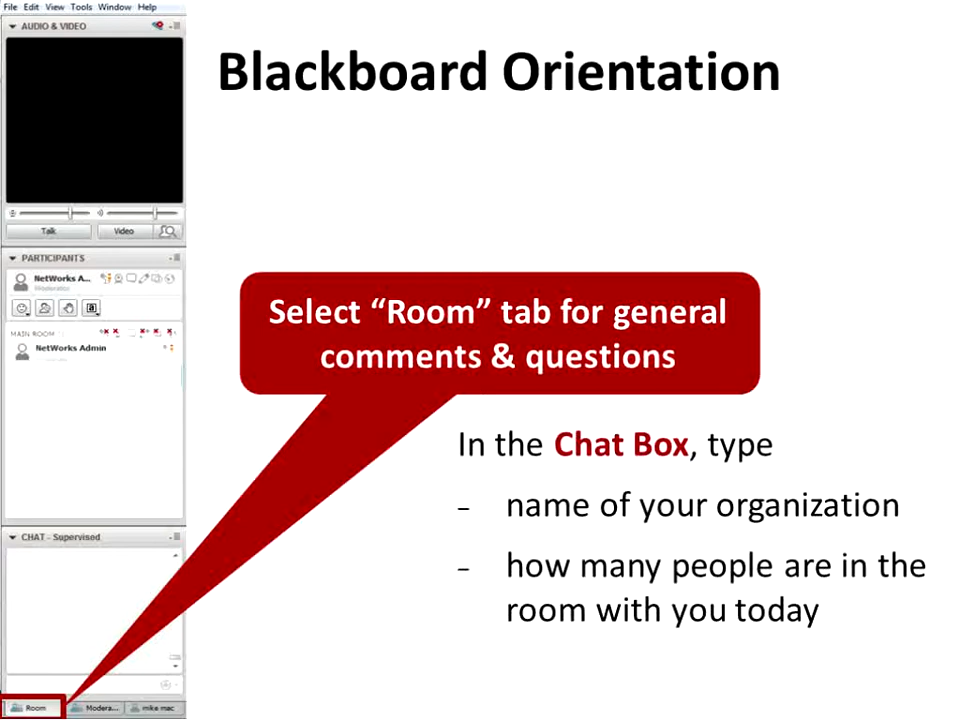 File Edit View Tools Window Help
AUDIO & VIDEO
Talk Video
PARTICIPANTS
NetWorks A...
Moderator
MAIN ROOM
NetWorks Admin
CHAT - Supervised
Room Modera... mike mac
Blackboard Orientation
Select “Room” tab for general
comments & questions
In the Chat Box, type
– name of your organization
– how many people are in the
room with you today